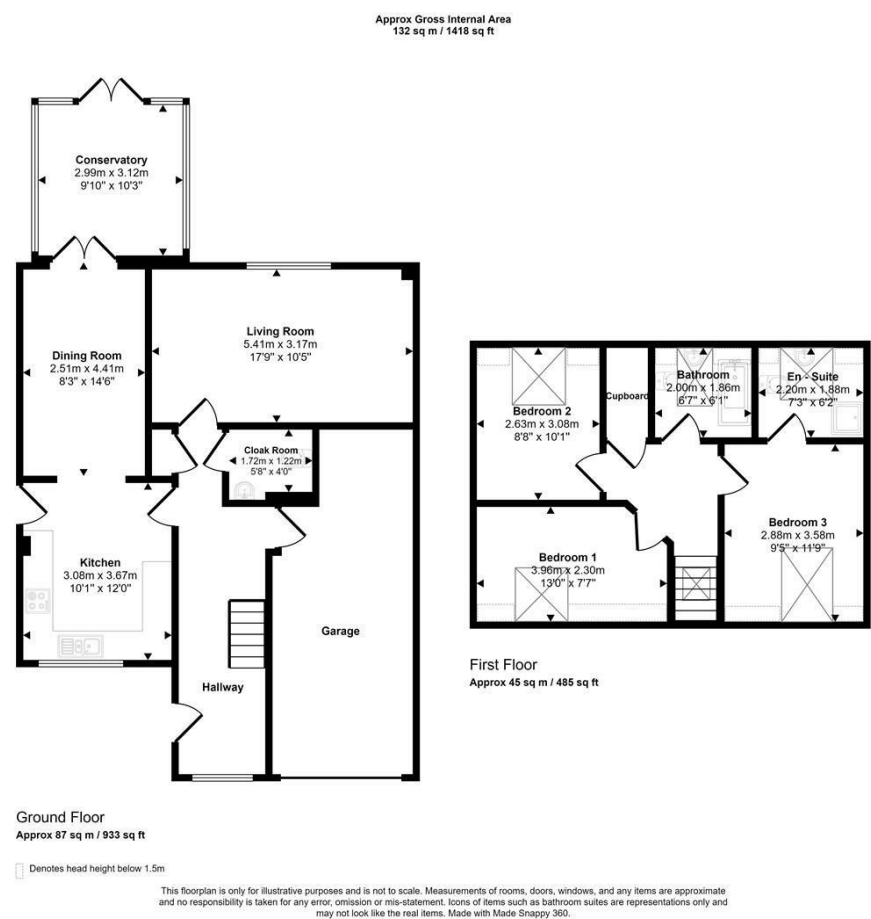 Approx Gross Internal Area
132 sq m / 1418 sq ft
Conservatory
2.99m x 3.12m
9'10" x 10'3"
Dining Room
2.51m x 4.41m
8'3" x 14'6"
Living Room
5.41m x 3.17m
17'9" x 10'5"
Cloak Room
1.72m x 1.22m
5'8" x 4'0"
Kitchen
3.08m x 3.67m
10'1" x 12'0"
Garage
Hallway
Ground Floor
Approx 87 sq m / 933 sq ft
Bedroom 2
2.63m x 3.08m
8'8" x 10'1"
Cupboard
Bathroom
2.00m x 1.86m
6'7" x 6'1"
En - Suite
2.20m x 1.88m
7'3" x 6'2"
Bedroom 1
3.96m x 2.30m
13'0" x 7'7"
Bedroom 3
2.88m x 3.58m
9'5" x 11'9"
First Floor
Approx 45 sq m / 485 sq ft
Denotes head height below 1.5m
This floorplan is only for illustrative purposes and is not to scale. Measurements of rooms, doors, windows, and any items are approximate
and no responsibility is taken for any error, omission or mis-statement. Icons of items such as bathroom suites are representations only and
may not look like the real items. Made with Made Snappy 360.